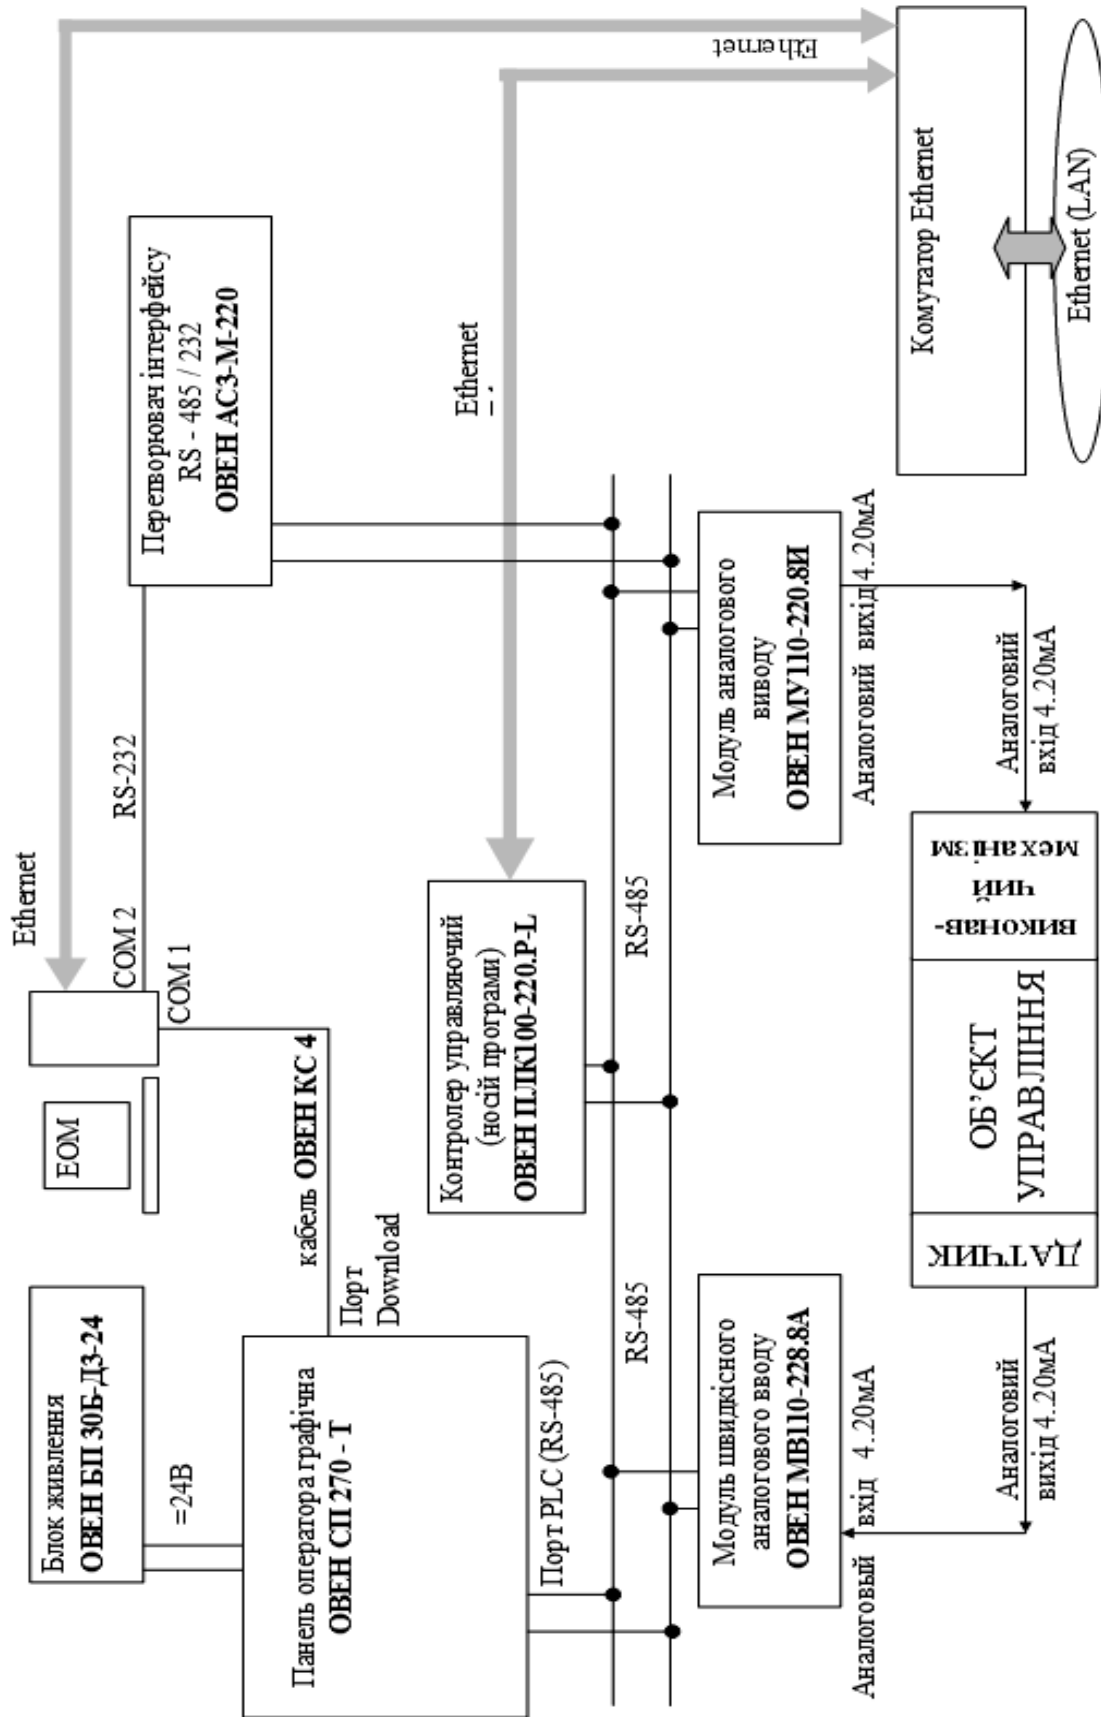 Блок живлення
ОВЕН БП 30Б-Д3-24
=24В
Панель оператора графічна
ОВЕН СП 270 - Т
Порт PLC (RS-485)
Порт
Download
кабель ОВЕН КС 4
ЕОМ
Ethernet
COM 2
COM 1
RS-232
Перетворювач інтерфейсу
RS - 485 / 232
ОВЕН АС3-М-220
Ethernet
Контролер управляючий
(носій програми)
ОВЕН ПЛК100-220.Р-L
Ethernet
RS-485
RS-485
Модуль швидкісного
аналогового вводу
ОВЕН МВ110-228.8А
Аналоговый вхід 4..20мА
Модуль аналогового
виводу
ОВЕН МУ110-220.8И
Аналоговий вихід 4..20мА
Аналоговий
вихід 4..20мА
Аналоговий
вхід 4..20мА
ДАТЧИК
ОБ’ЄКТ
УПРАВЛІННЯ
ВИКОНАВ-
ЧИЙ
МЕХАНІЗМ
Комутатор Ethernet
Ethernet (LAN)